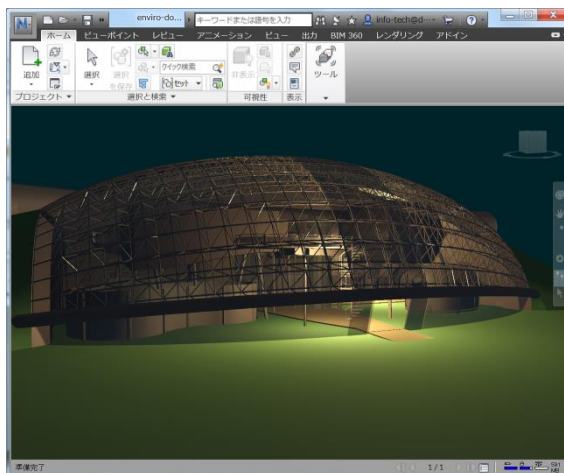 enviro-do...
キーワードまたは語句を入力
info-tech@d...
ホーム ビューポイント レビュー アニメーション ビュー 出力 BIM 360 レンダリング アドイン
追加
選択
選択を保存
クイック検索
セット
非表示
ツール
プロジェクト
選択と検索
可視性
表示
準備完了
1/1